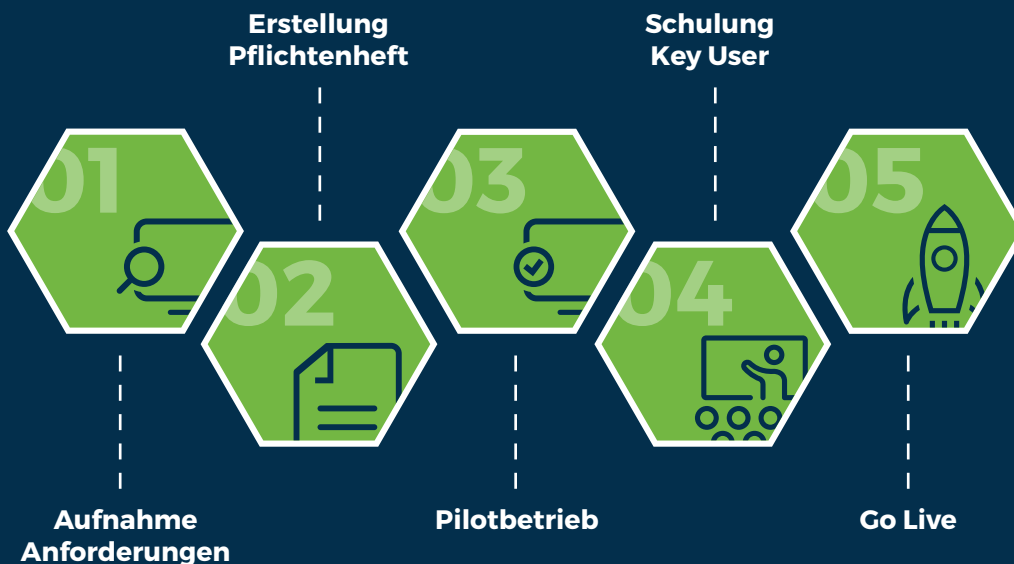 Erstellung
Pflichtenheft
Schulung
Key User
01
02
03
04
05
Aufnahme
Anforderungen
Pilotbetrieb
Go Live